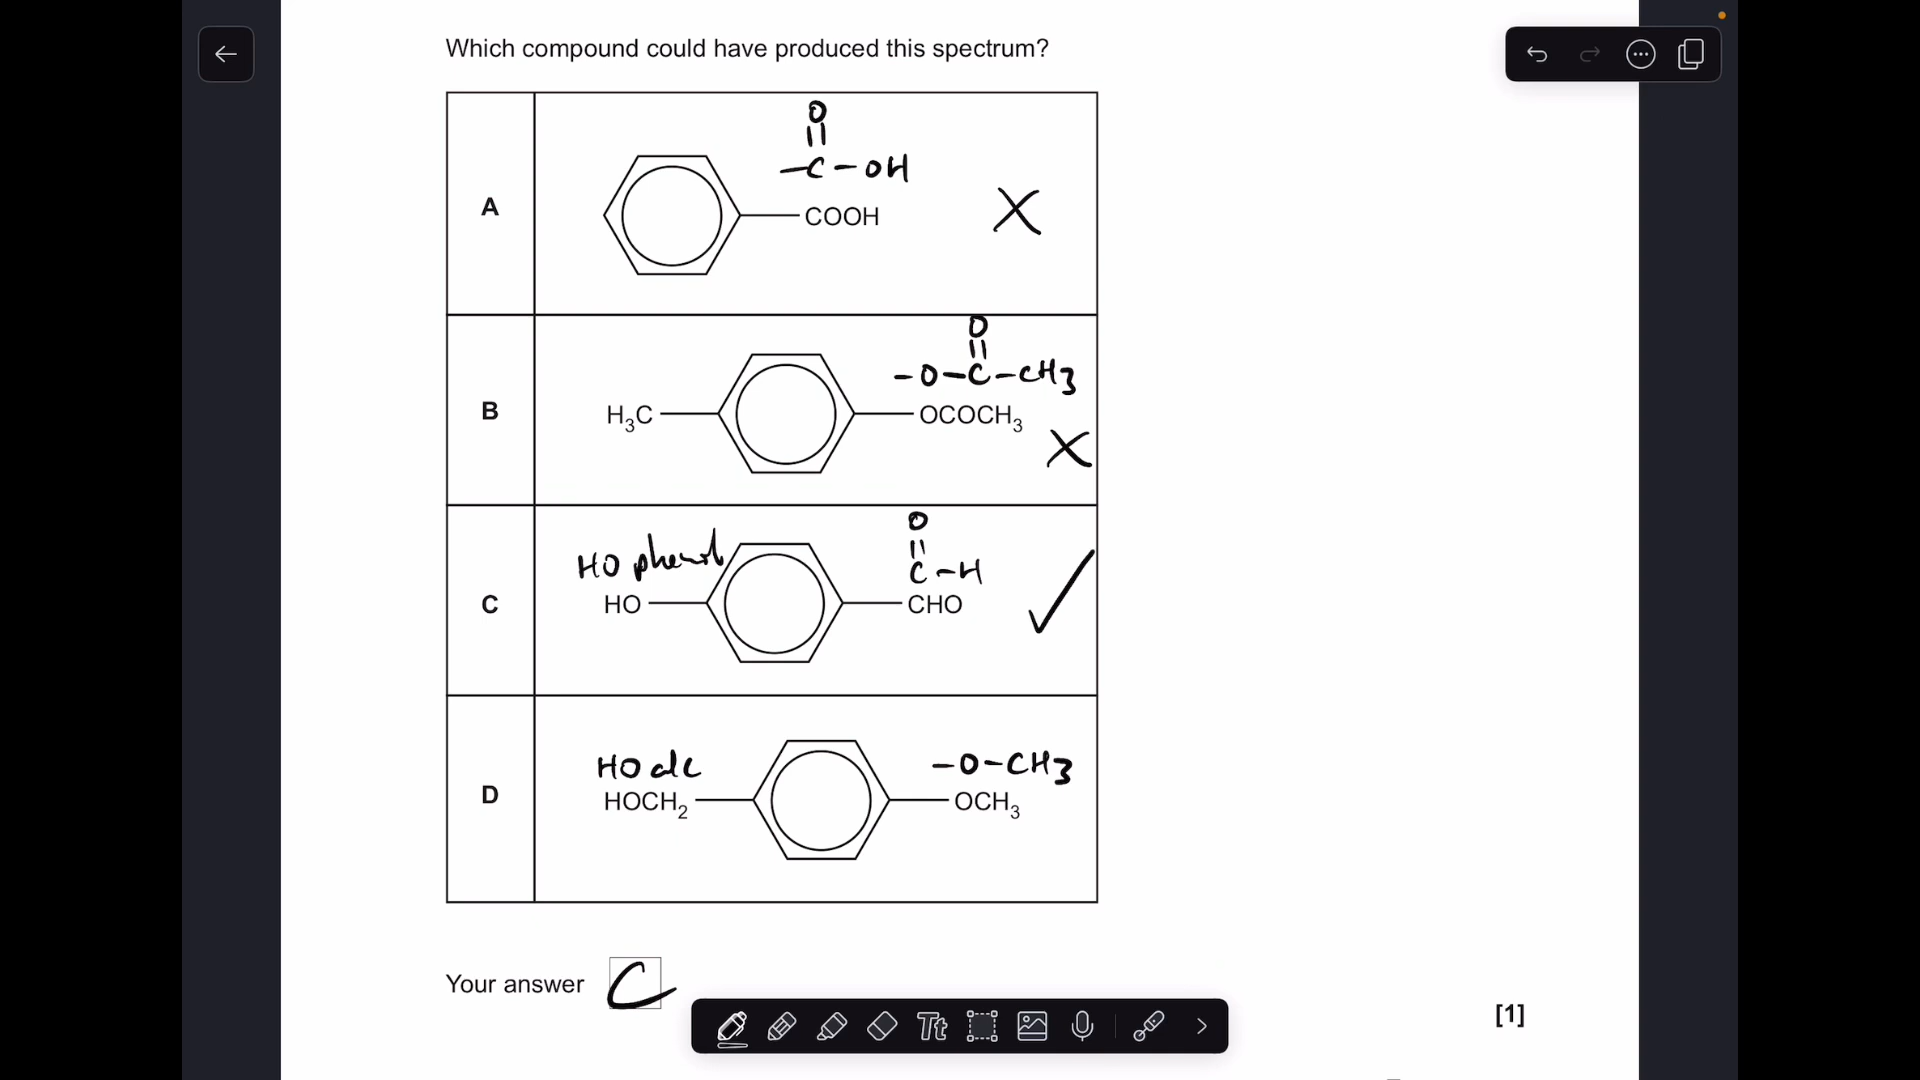 Which compound could have produced this spectrum?
O
-C-OH
A
COOH
X
O
-O-C-CH3
B
H3C
OCOCH3
X
O
HO phenol
C-H
C
HO
CHO
✓
HO alc
-O-CH3
D
HOCH2
OCH3
Your answer C
[1]
Tt